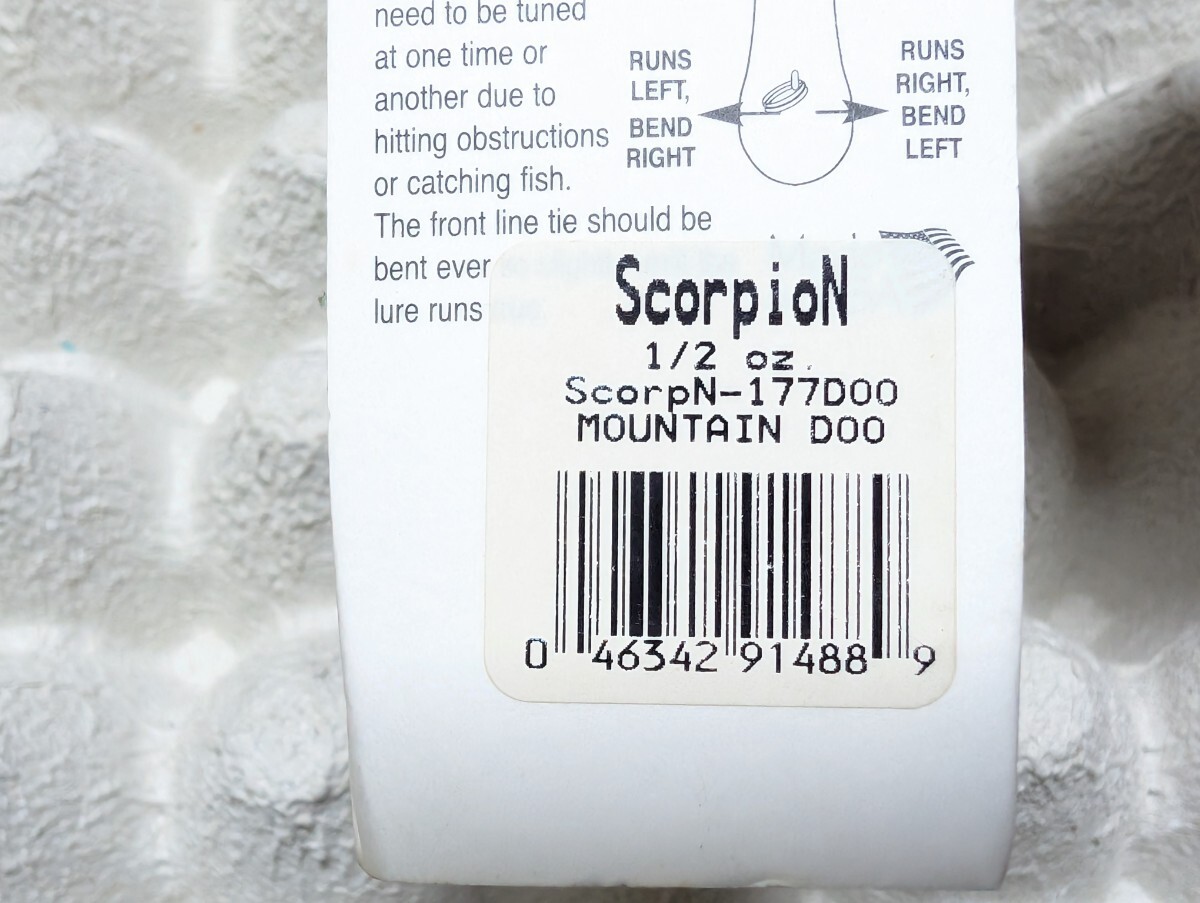 need to be tuned
at one time or
another due to
hitting obstructions
or catching fish.
The front line tie should be
bent ever
lure runs
RUNS
LEFT,
BEND
RIGHT
RUNS
RIGHT,
BEND
LEFT
ScorpioN
1/2 oz.
ScorpN-177DOO
MOUNTAIN DOO
0 46342 91488 9